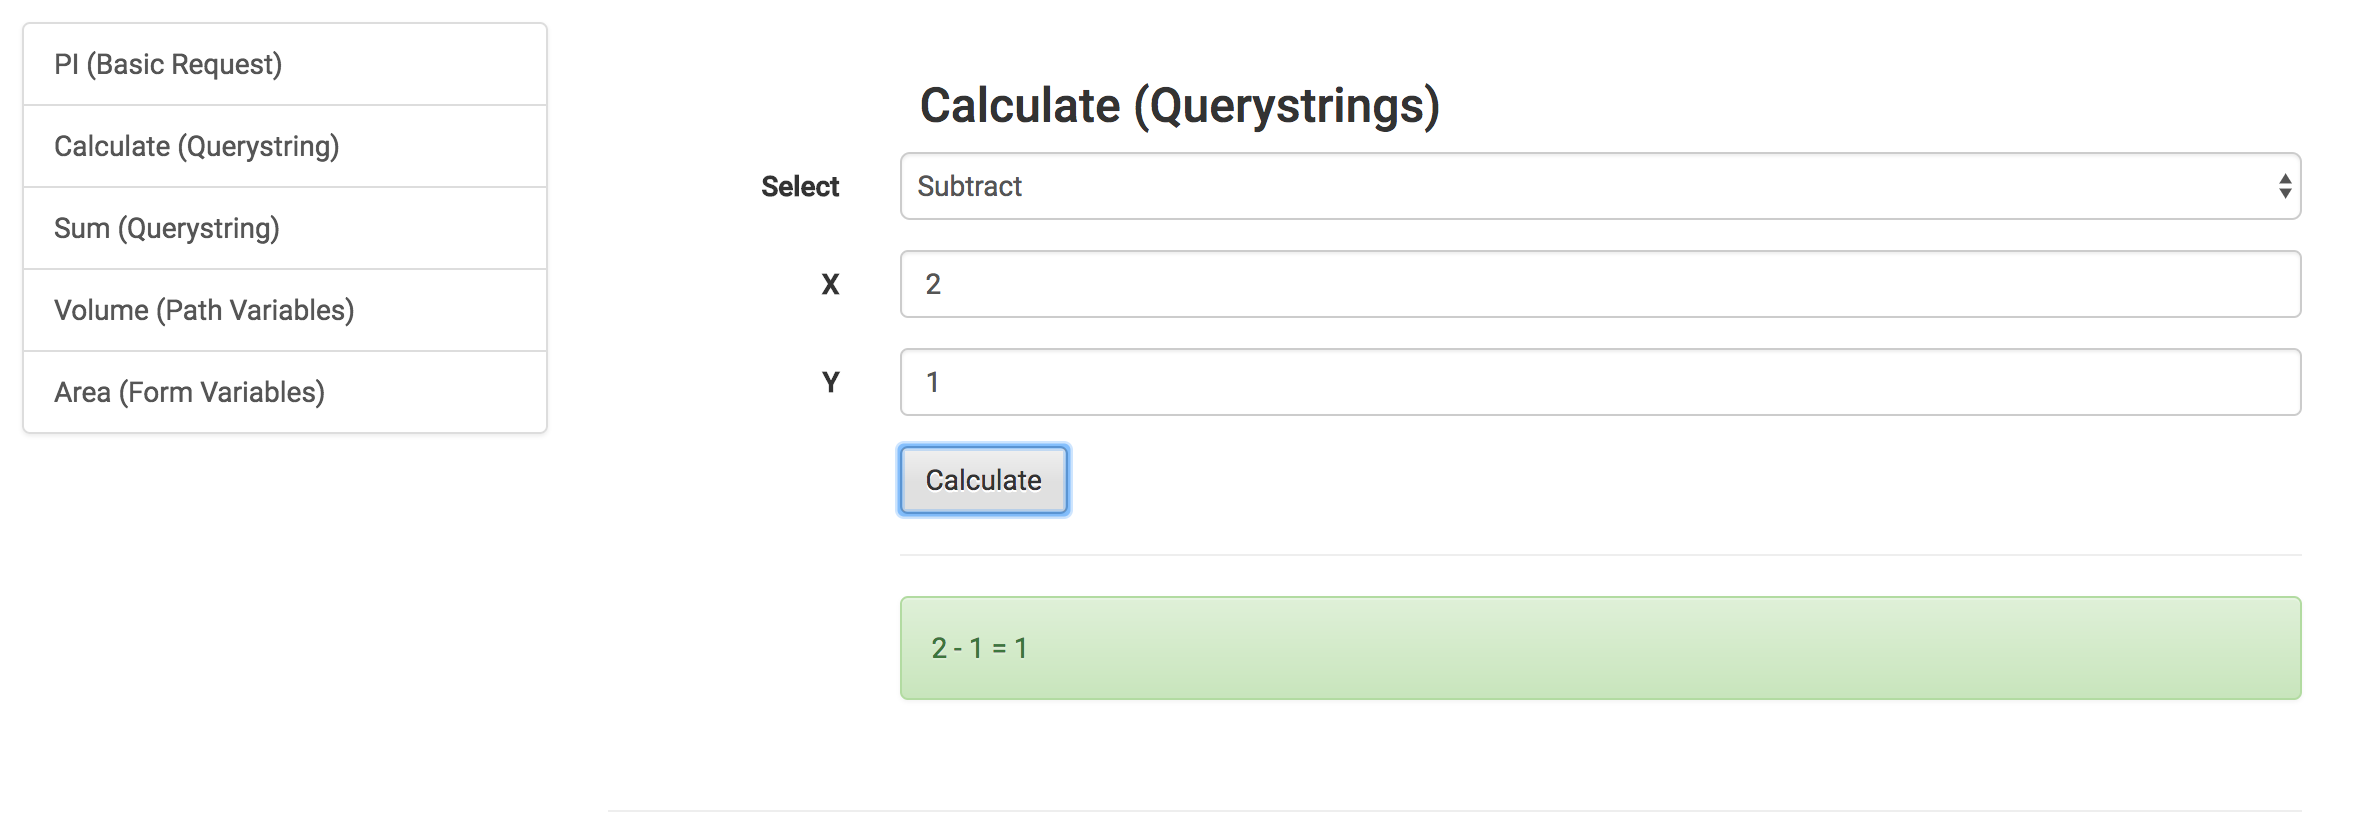 PI (Basic Request)
Calculate (Querystring)
Sum (Querystring)
Volume (Path Variables)
Area (Form Variables)
Calculate (Querystrings)
Select Subtract
X 2
Y 1
Calculate
2 - 1 = 1